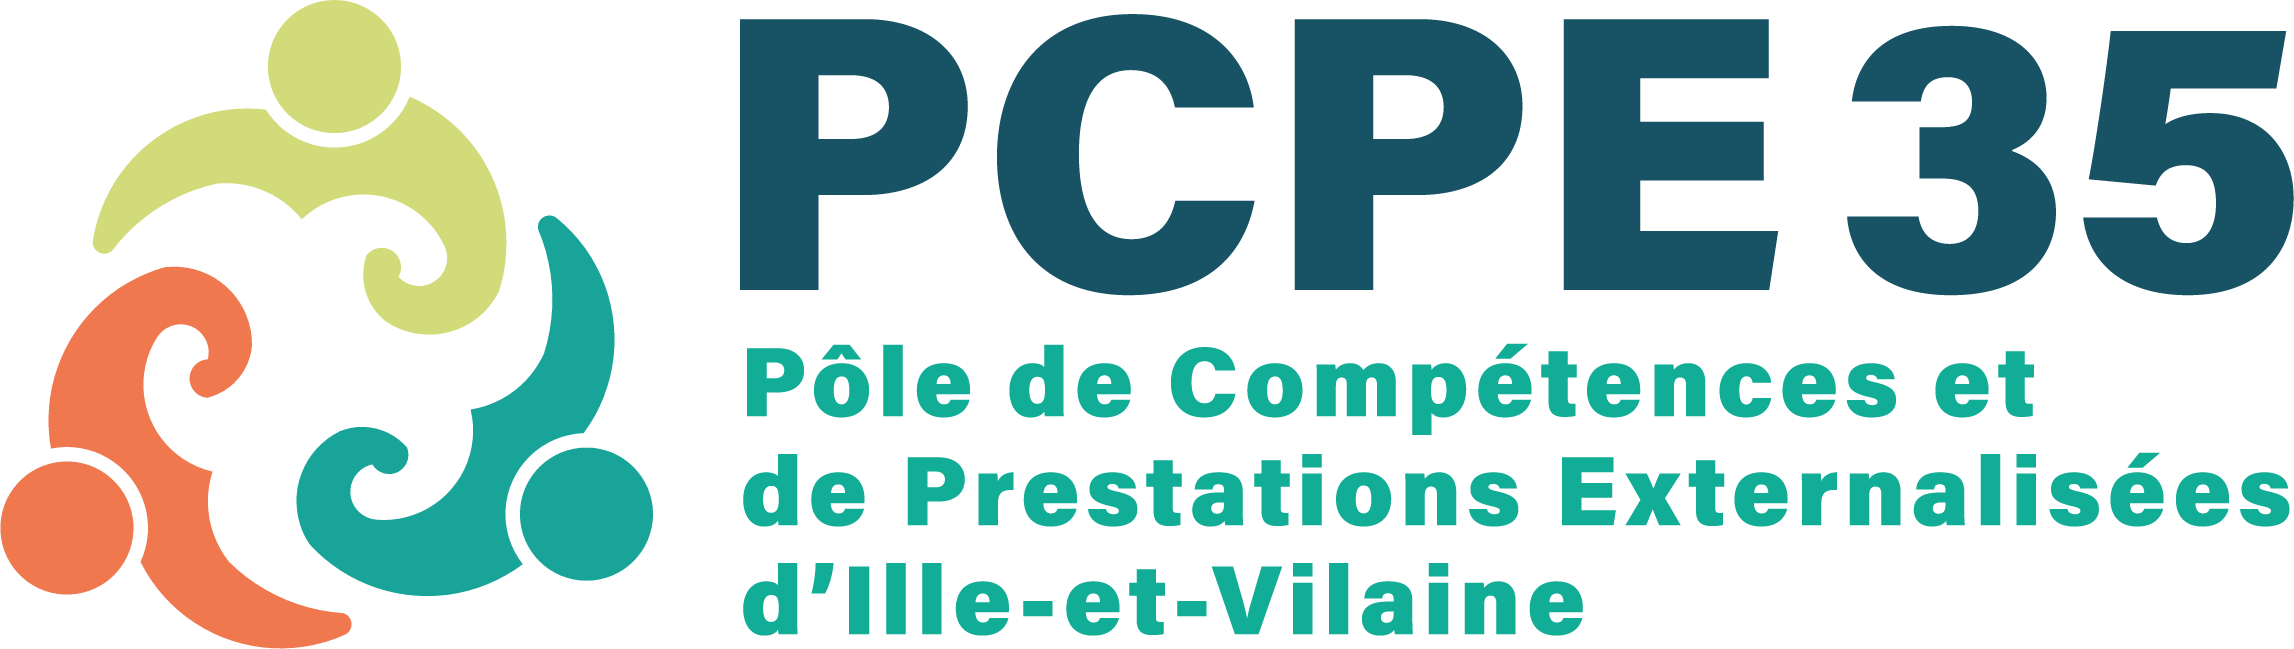 PCPE 35
Pôle de Compétences et
de Prestations Externalisées
d’Ille-et-Vilaine